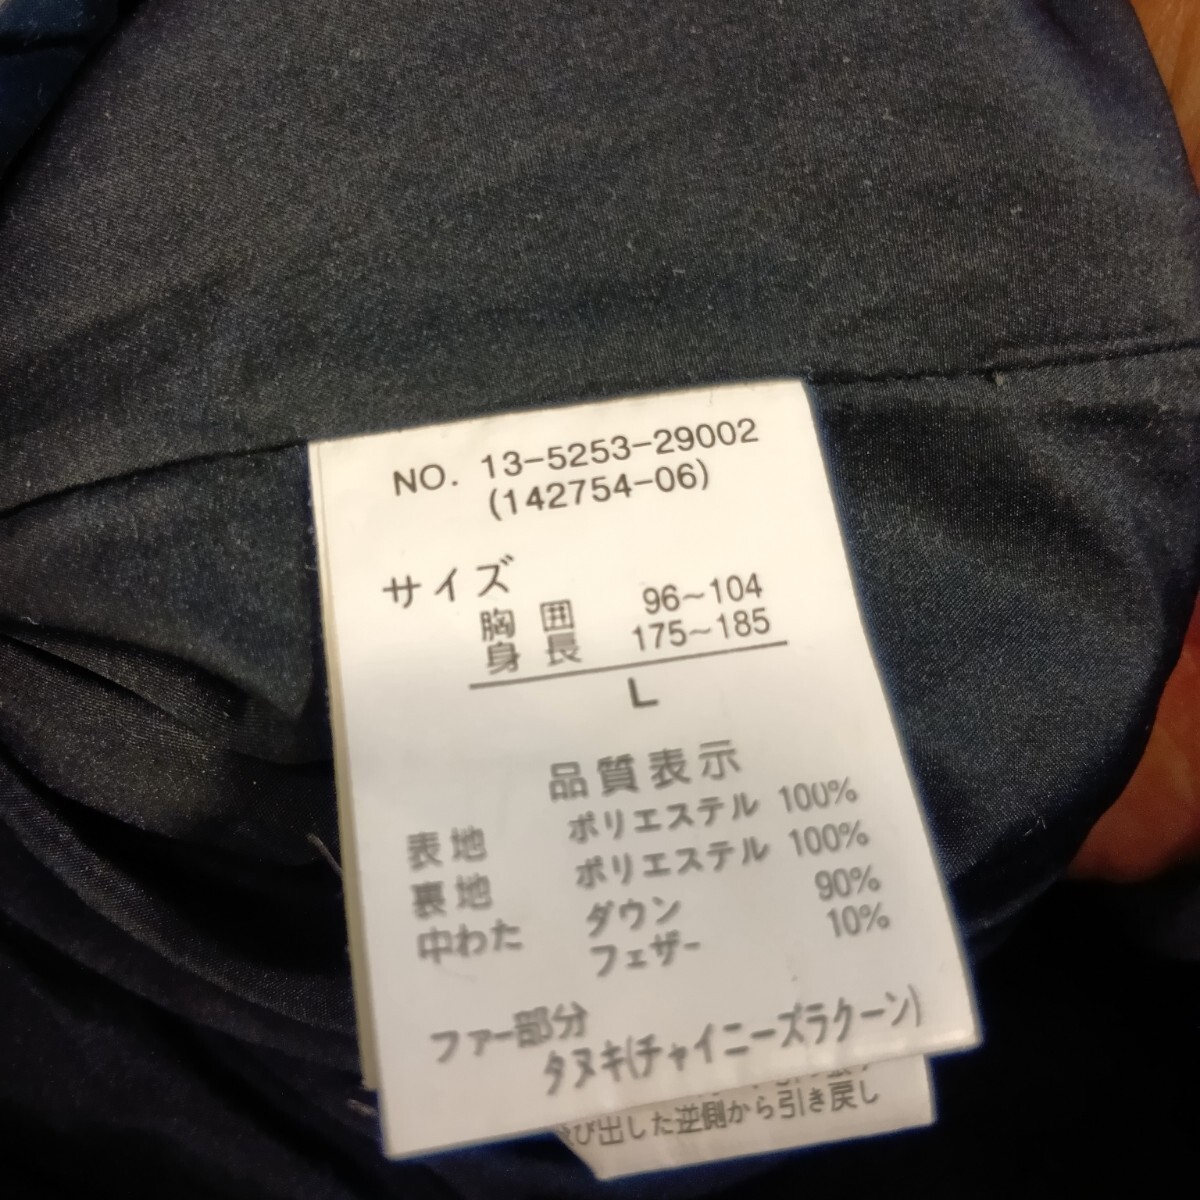 NO. 13-5253-29002
(142754-06)
サイズ
胸囲 96~104
身長 175~185
L
品質表示
表地 ポリエステル 100%
裏地 ポリエステル 100%
中わた ダウン 90%
フェザー 10%
ファー部分
タヌキ(チャイニーズラクーン)
び出した逆側から引き戻し